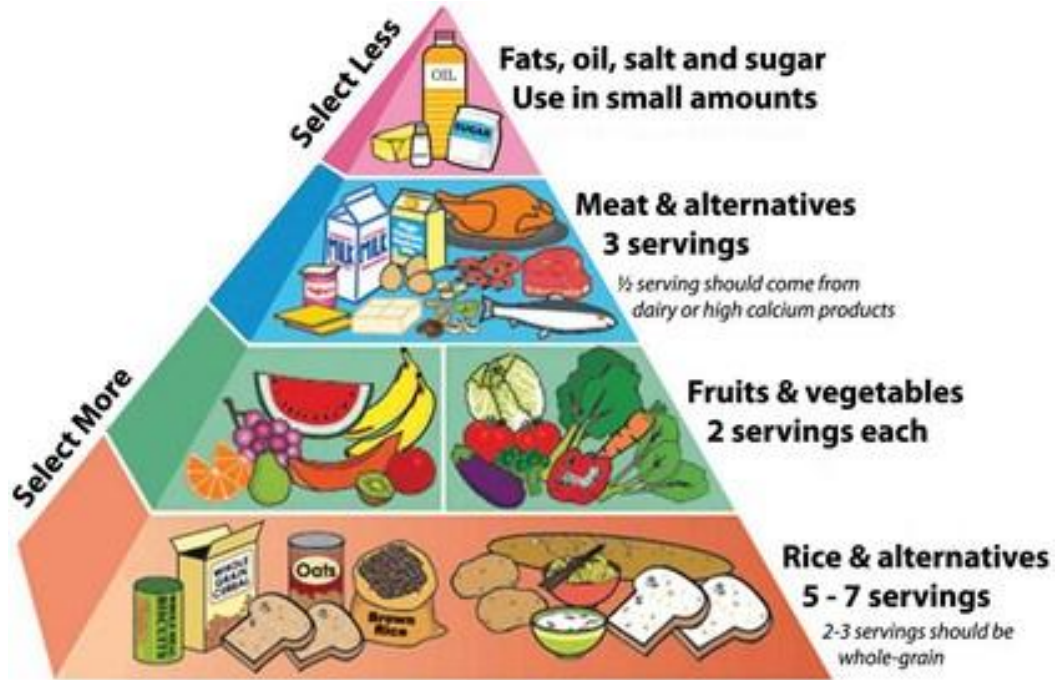 Select Less
Fats, oil, salt and sugar
Use in small amounts
OIL
SUGAR
Meat & alternatives
3 servings
½ serving should come from
dairy or high calcium products
MILK
MILK
Select More
Fruits & vegetables
2 servings each
Rice & alternatives
5 - 7 servings
2-3 servings should be
whole-grain
WHOLE
GRAIN
CEREAL
Oats
Brown
Rice